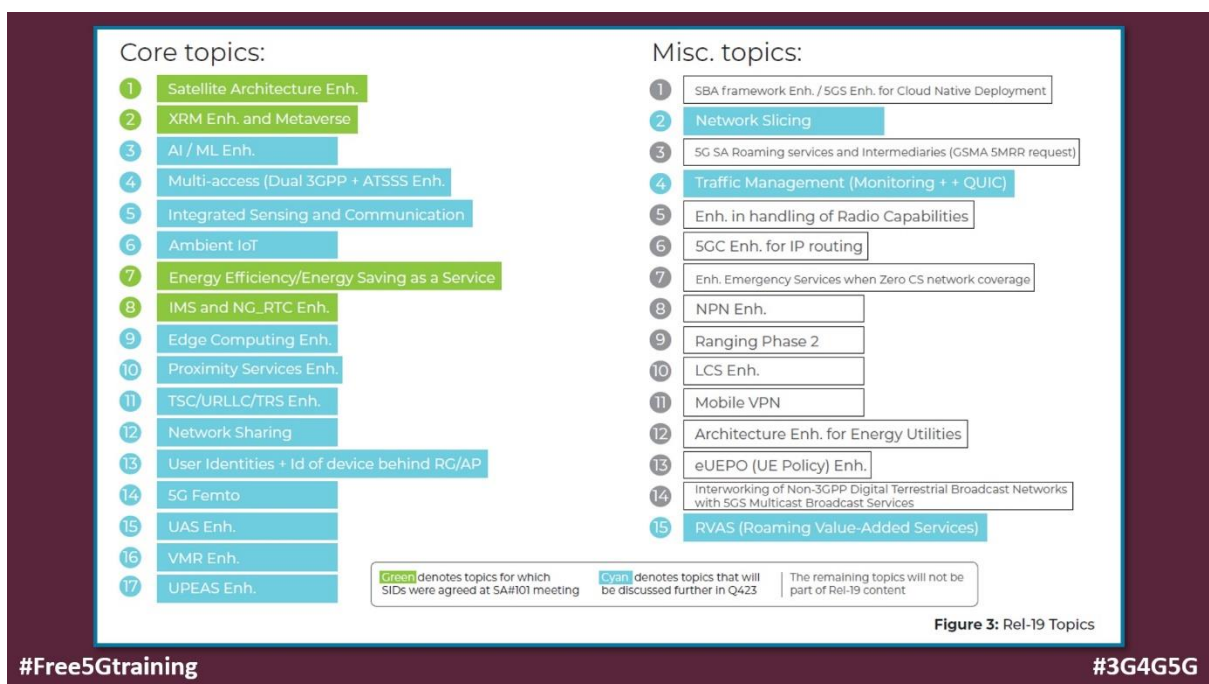 Core topics:
1 Satellite Architecture Enh.
2 XRM Enh. and Metaverse
3 AI / ML Enh.
4 Multi-access (Dual 3GPP + ATSSS Enh.
5 Integrated Sensing and Communication
6 Ambient IoT
7 Energy Efficiency/Energy Saving as a Service
8 IMS and NG_RTC Enh.
9 Edge Computing Enh.
10 Proximity Services Enh.
11 TSC/URLLC/TRS Enh.
12 Network Sharing
13 User Identities + Id of device behind RG/AP
14 5G Femto
15 UAS Enh.
16 VMR Enh.
17 UPEAS Enh.
Misc. topics:
1 SBA framework Enh. / 5GS Enh. for Cloud Native Deployment
2 Network Slicing
3 5G SA Roaming services and Intermediaries (GSMA 5MRR request)
4 Traffic Management (Monitoring + + QUIC)
5 Enh. in handling of Radio Capabilities
6 5GC Enh. for IP routing
7 Enh. Emergency Services when Zero CS network coverage
8 NPN Enh.
9 Ranging Phase 2
10 LCS Enh.
11 Mobile VPN
12 Architecture Enh. for Energy Utilities
13 eUEPO (UE Policy) Enh.
14 Interworking of Non-3GPP Digital Terrestrial Broadcast Networks
with 5GS Multicast Broadcast Services
15 RVAS (Roaming Value-Added Services)
Green denotes topics for which
SIDs were agreed at SA#101 meeting
Cyan denotes topics that will
be discussed further in Q423
The remaining topics will not be
part of Rel-19 content
Figure 3: Rel-19 Topics
#Free5Gtraining
#3G4G5G